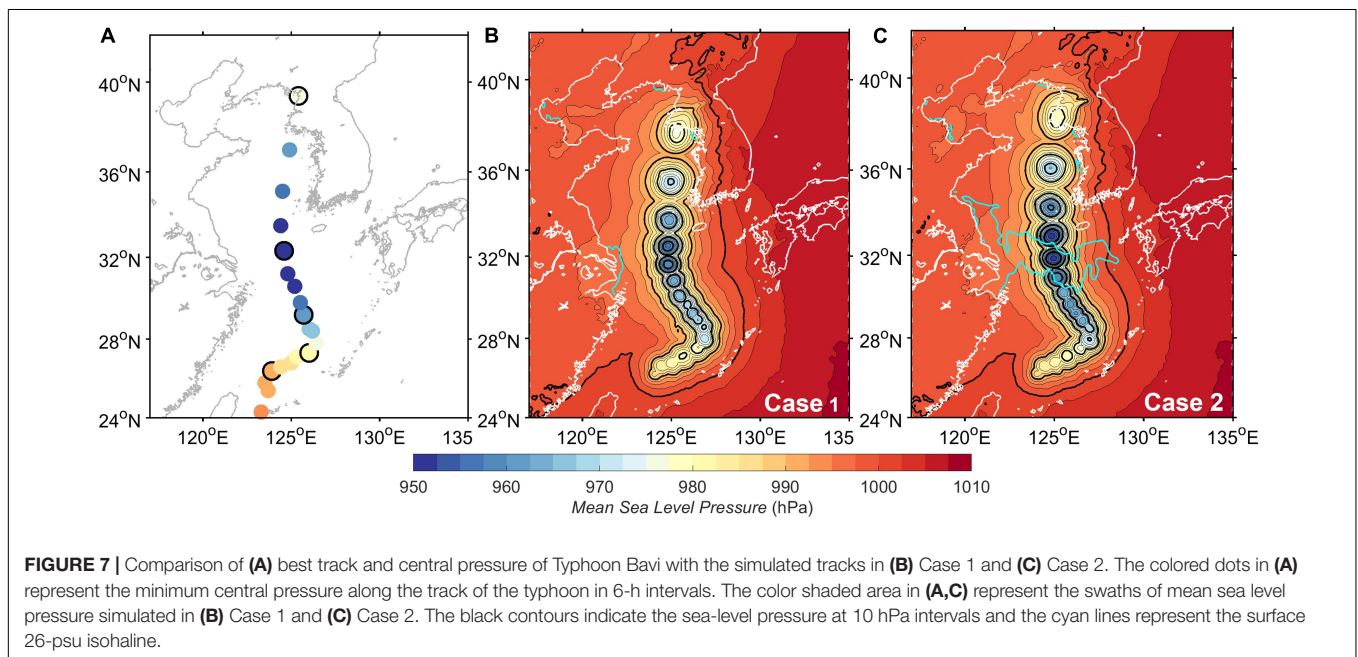 A
B
C
40°N
36°N
32°N
28°N
24°N
120°E
125°E
130°E
135
40°N
36°N
32°N
28°N
24°N
120°E
125°E
130°E
135
Case 1
40°N
36°N
32°N
28°N
24°N
120°E
125°E
130°E
135°E
Case 2
950 960 970 980 990 1000 1010
Mean Sea Level Pressure (hPa)
FIGURE 7 | Comparison of (A) best track and central pressure of Typhoon Bavi with the simulated tracks in (B) Case 1 and (C) Case 2. The colored dots in (A)
represent the minimum central pressure along the track of the typhoon in 6-h intervals. The color shaded area in (A,C) represent the swaths of mean sea level
pressure simulated in (B) Case 1 and (C) Case 2. The black contours indicate the sea-level pressure at 10 hPa intervals and the cyan lines represent the surface
26-psu isohaline.